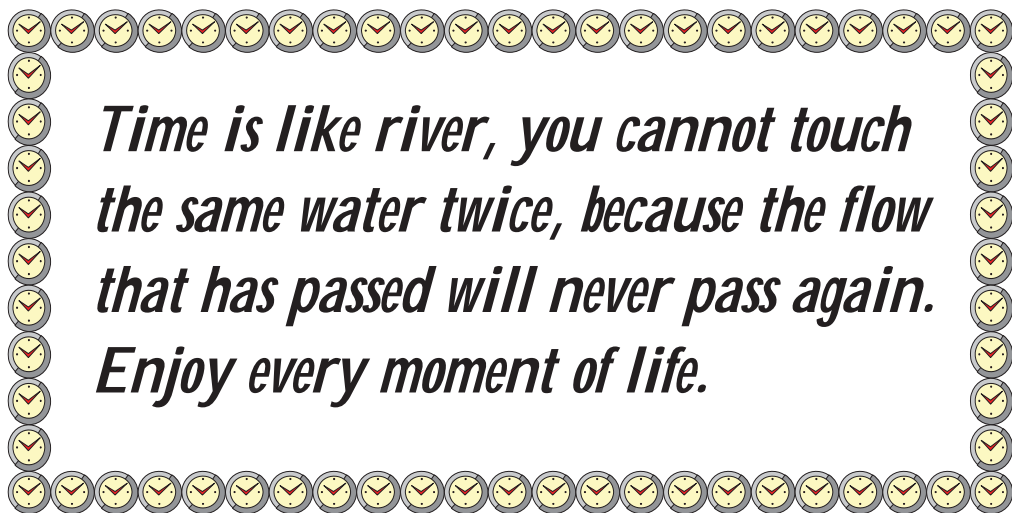 Time is like river, you cannot touch
the same water twice, because the flow
that has passed will never pass again.
Enjoy every moment of life.